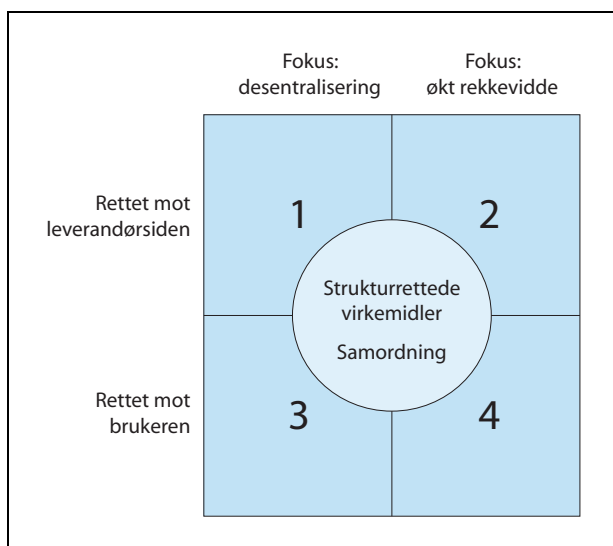 Fokus:
desentralisering
Fokus:
økt rekkevidde
Rettet mot
leverandørsiden
1
2
Strukturrettede
virkemidler
Samordning
Rettet mot
brukeren
3
4